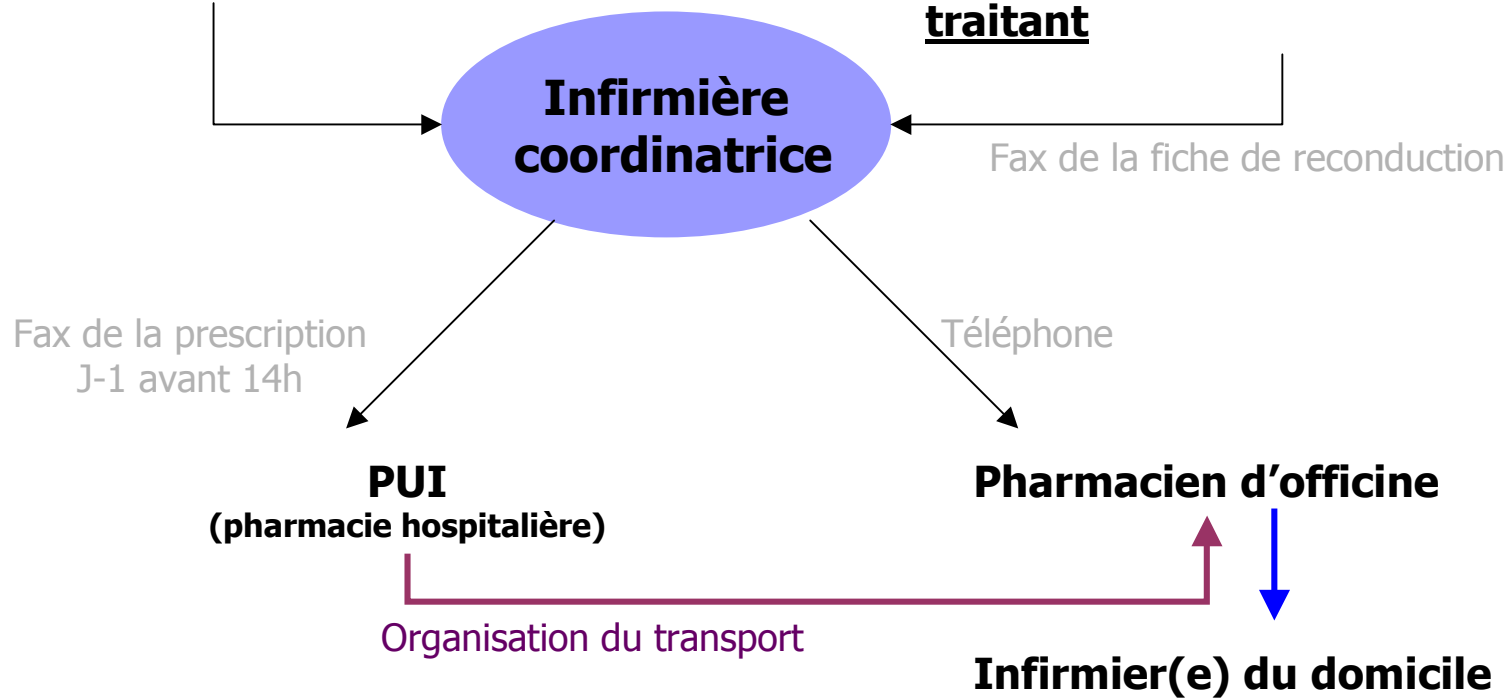 traitant
Infirmière
coordinatrice
Fax de la fiche de reconduction
Fax de la prescription
J-1 avant 14h
Téléphone
PUI
(pharmacie hospitalière)
Pharmacien d’officine
Organisation du transport
Infirmier(e) du domicile